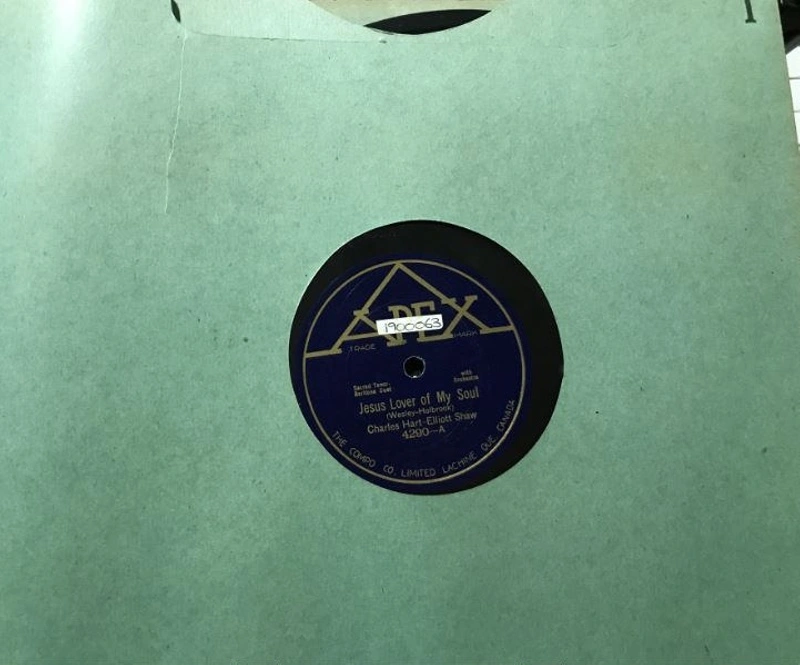 1
APEX
1900063
TRADE MARK
Sacred Tenor-
Baritone Duet
with
Orchestra
Jesus Lover of My Soul
(Wesley-Holbrook)
Charles Hart-Elliott Shaw
4290-A
THE COMPO CO. LIMITED LACHINE QUE. CANADA